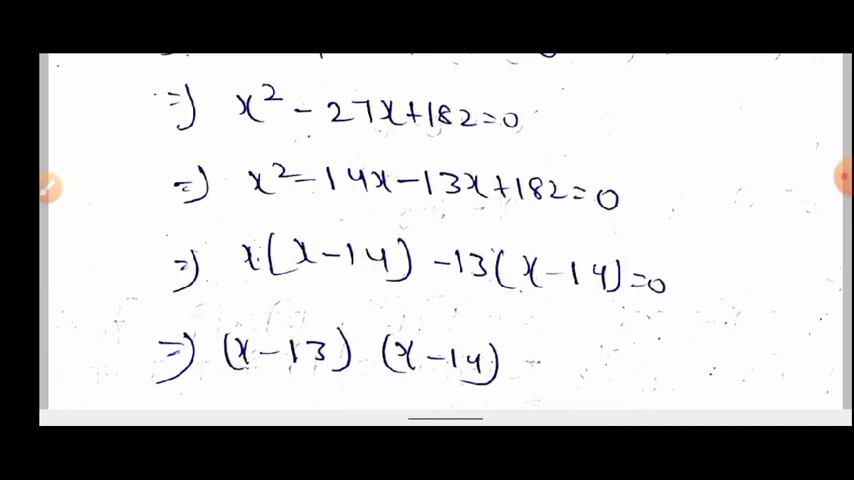 =) x² - 27x+182=0
=) x²-14x-13x+182=0
=) x(x-14) -13(x-14)=0
=) (x-13) (x-14)